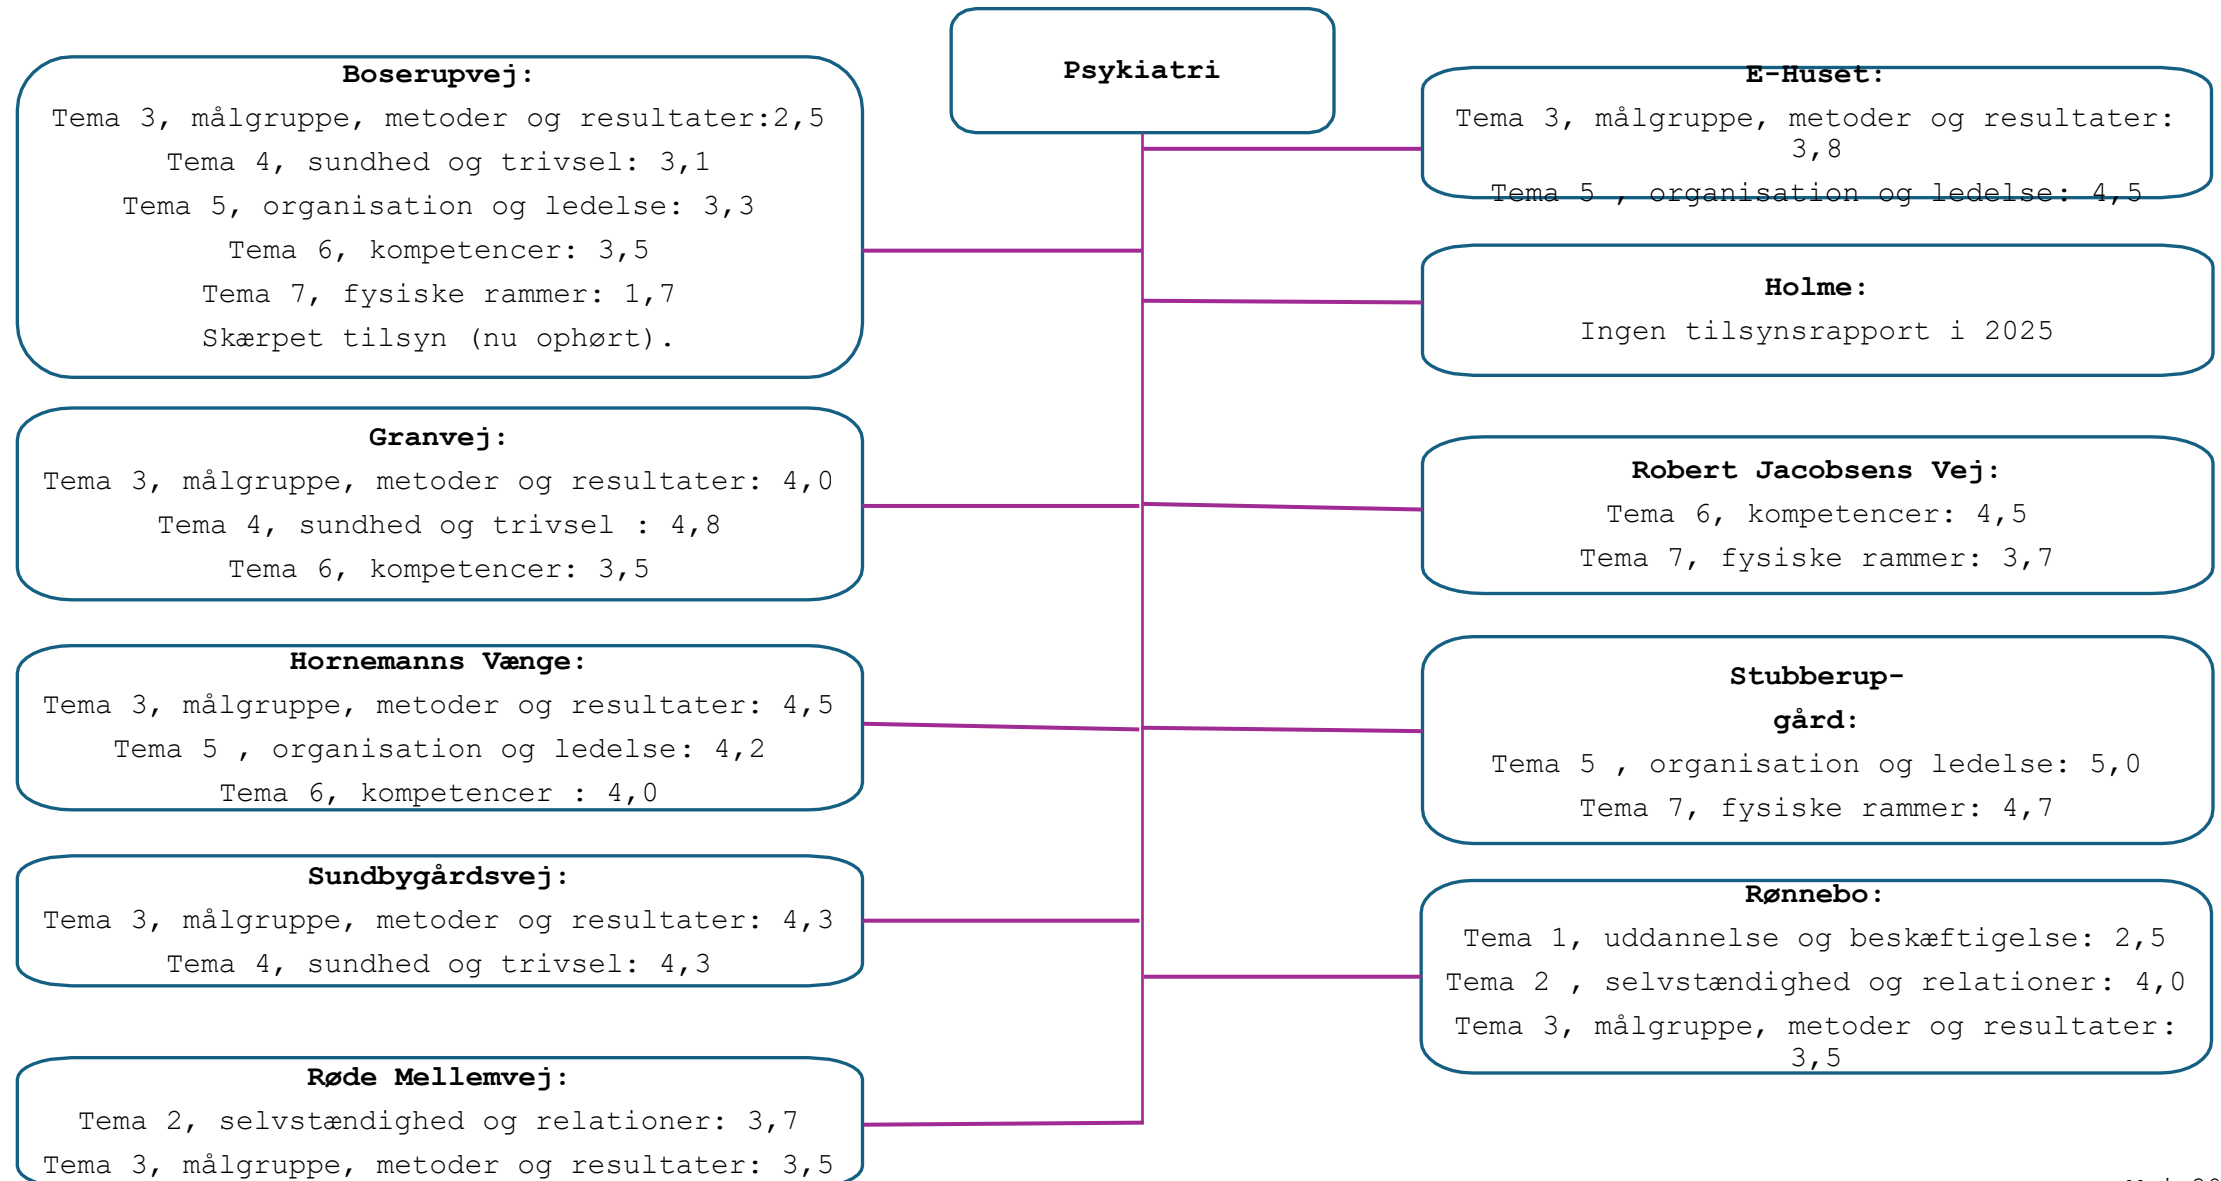 Psykiatri
Boserupvej:
Tema 3, målgruppe, metoder og resultater:2,5
Tema 4, sundhed og trivsel: 3,1
Tema 5, organisation og ledelse: 3,3
Tema 6, kompetencer: 3,5
Tema 7, fysiske rammer: 1,7
Skærpet tilsyn (nu ophørt).
Granvej:
Tema 3, målgruppe, metoder og resultater: 4,0
Tema 4, sundhed og trivsel : 4,8
Tema 6, kompetencer: 3,5
Hornemanns Vænge:
Tema 3, målgruppe, metoder og resultater: 4,5
Tema 5 , organisation og ledelse: 4,2
Tema 6, kompetencer : 4,0
Sundbygårdsvej:
Tema 3, målgruppe, metoder og resultater: 4,3
Tema 4, sundhed og trivsel: 4,3
Røde Mellemvej:
Tema 2, selvstændighed og relationer: 3,7
Tema 3, målgruppe, metoder og resultater: 3,5
E-Huset:
Tema 3, målgruppe, metoder og resultater:
3,8
Tema 5 , organisation og ledelse: 4,5
Holme:
Ingen tilsynsrapport i 2025
Robert Jacobsens Vej:
Tema 6, kompetencer: 4,5
Tema 7, fysiske rammer: 3,7
Stubberup-
gård:
Tema 5 , organisation og ledelse: 5,0
Tema 7, fysiske rammer: 4,7
Rønnebo:
Tema 1, uddannelse og beskæftigelse: 2,5
Tema 2 , selvstændighed og relationer: 4,0
Tema 3, målgruppe, metoder og resultater:
3,5